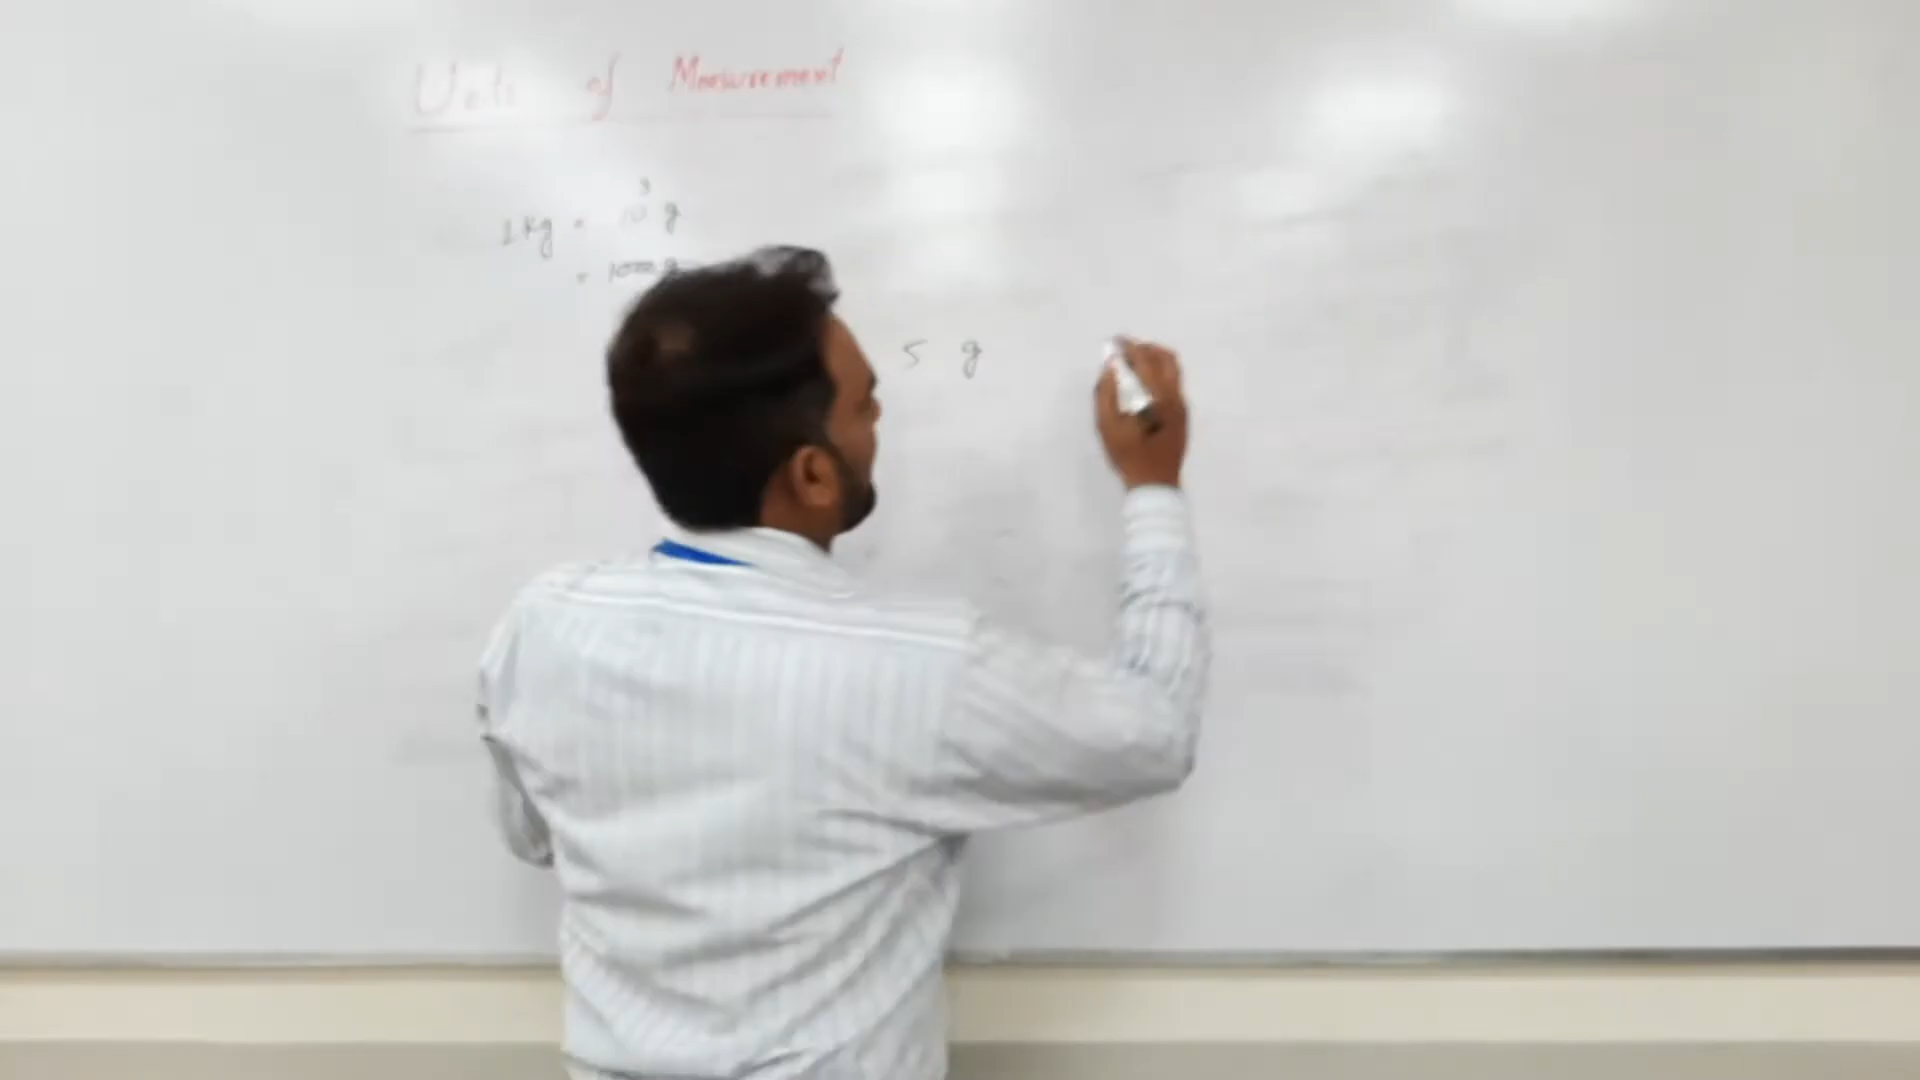 Units of Measurement
1 Kg = 10³ g
= 1000 g
5 g